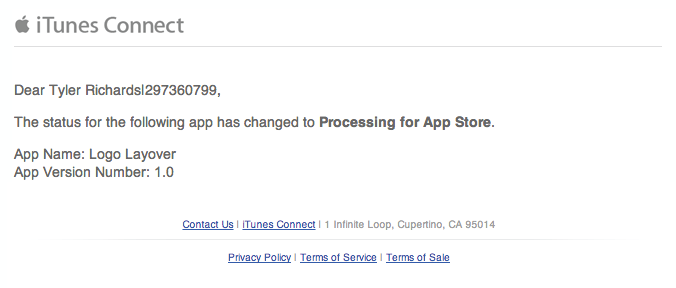 iTunes Connect
Dear Tyler Richards|297360799,
The status for the following app has changed to Processing for App Store.
App Name: Logo Layover
App Version Number: 1.0
Contact Us | iTunes Connect | 1 Infinite Loop, Cupertino, CA 95014
Privacy Policy | Terms of Service | Terms of Sale